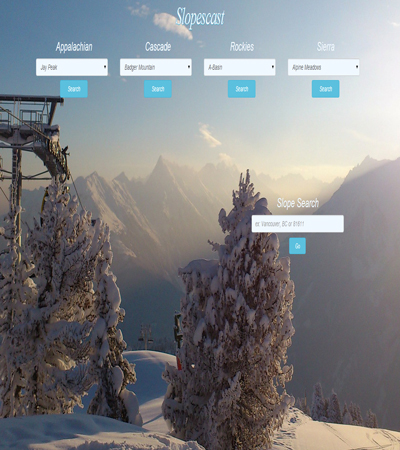 Slopescast
Appalachian Cascade Rockies Sierra
Jay Peak Badger Mountain A-Basin Alpine Meadows
Search Search Search Search
Slope Search
ex. Vancouver, BC or 81611
Go